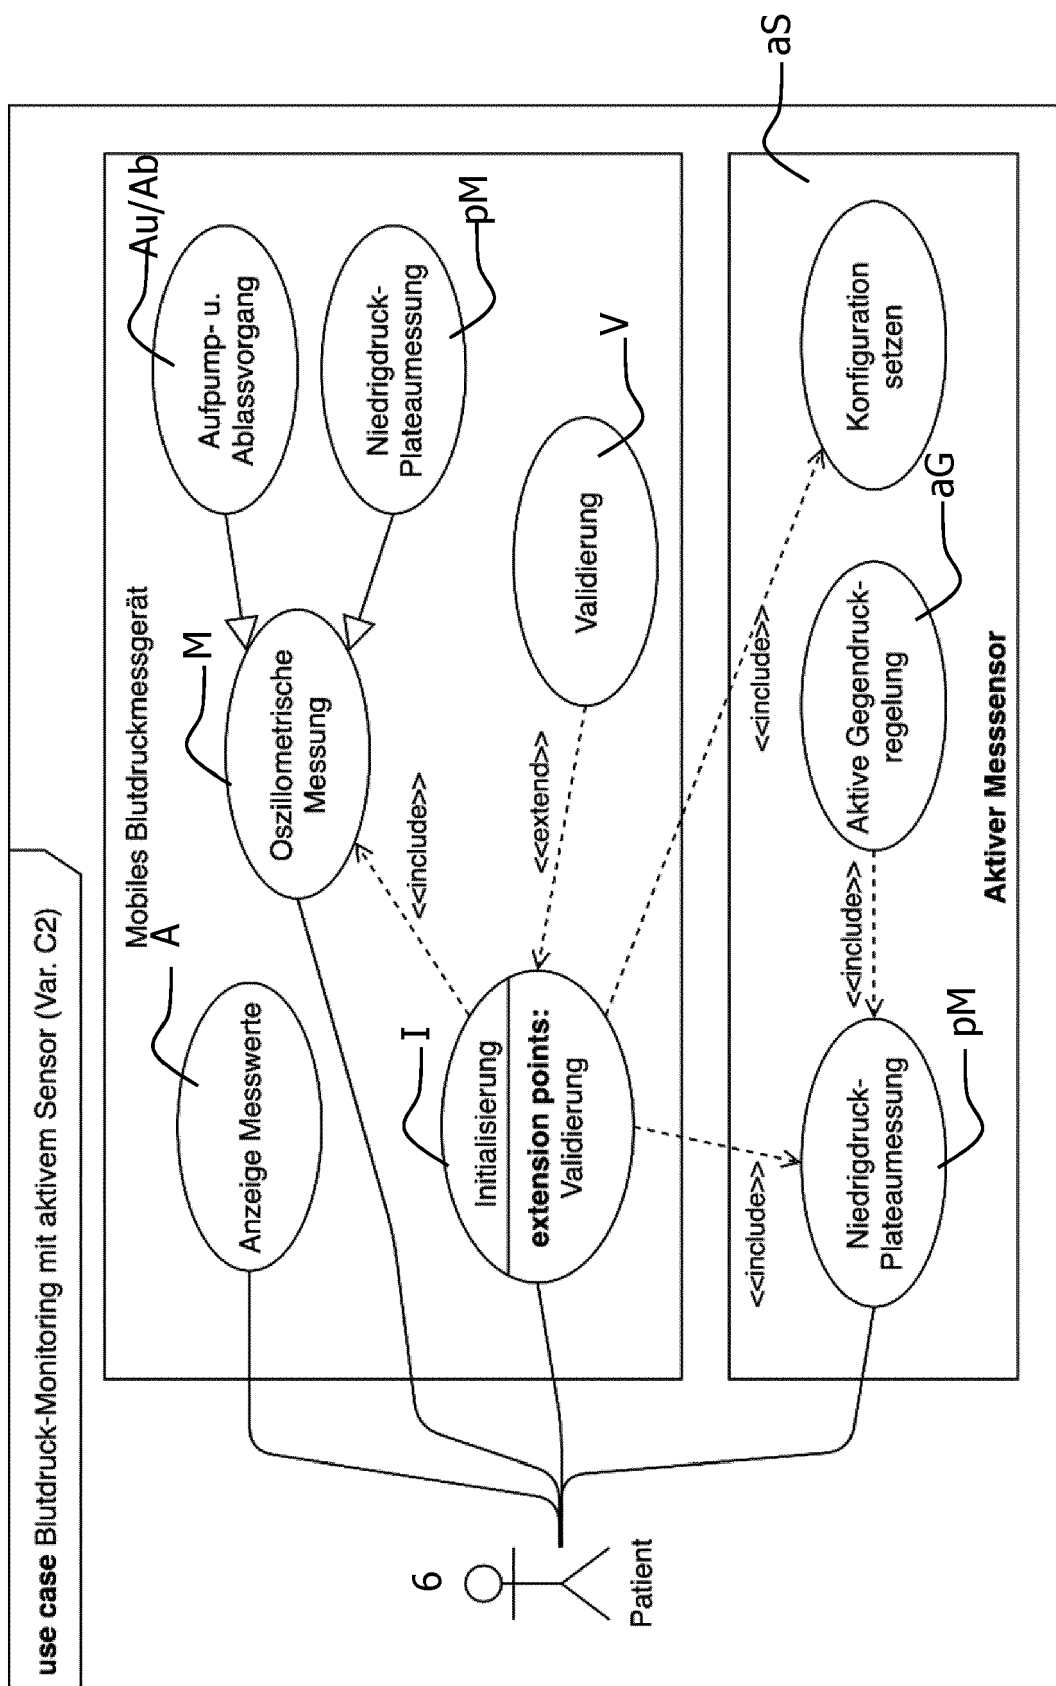 use case Blutdruck-Monitoring mit aktivem Sensor (Var. C2)
Mobiles Blutdruckmessgerät
A
Anzeige Messwerte
M
Oszillometrische
Messung
Au/Ab
Aufpump- u.
Ablassvorgang
pM
Niedrigdruck-
Plateaumessung
<<include>>
I
Initialisierung
extension points:
Validierung
<<extend>>
V
Validierung
6
Patient
<<include>>
<<include>>
aS
Niedrigdruck-
Plateaumessung
pM
<<include>>
Aktive Gegendruck-
regelung
aG
Konfiguration
setzen
Aktiver Messsensor